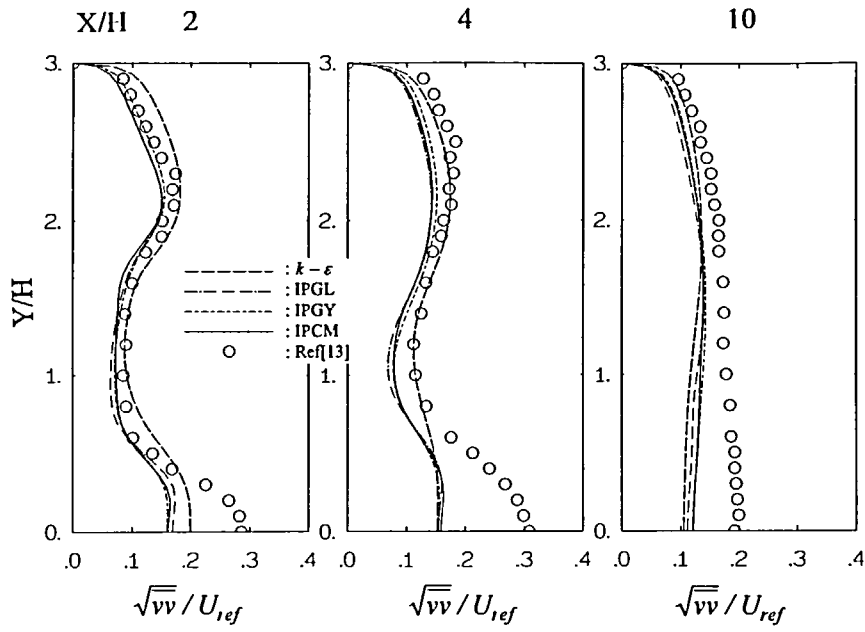 X/H 2 4 10
3. 3. 3.
2. 2. 2.
1. 1. 1.
0. 0. 0.
Y/H
: k – ε
: IPGL
: IPGY
: IPCM
: Ref[13]
.0 .1 .2 .3 .4 .0 .1 .2 .3 .4 .0 .1 .2 .3 .4
√vv / U_ref √vv / U_ref √vv / U_ref